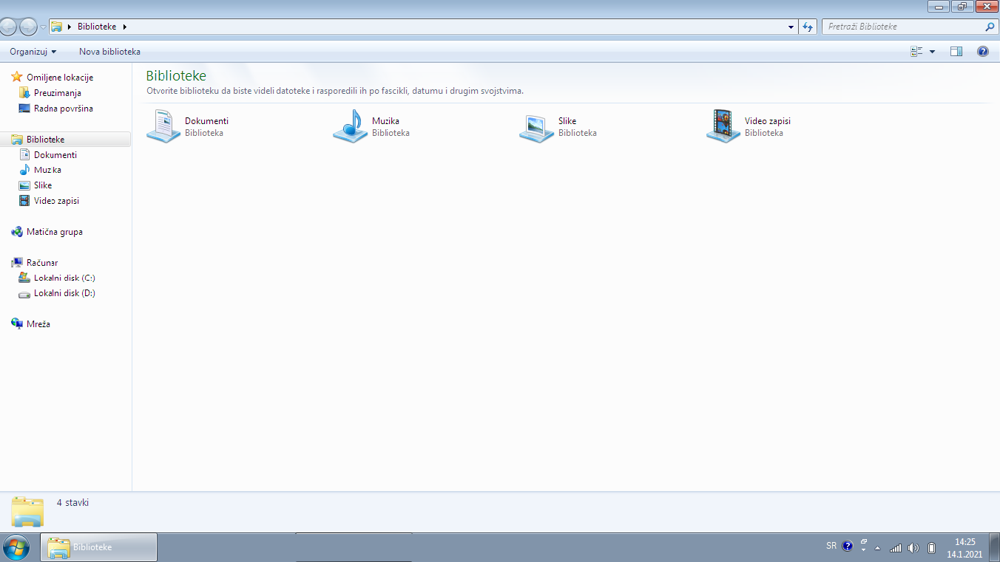 Biblioteke
Pretraži Biblioteke
Organizuj
Nova biblioteka
Omiljene lokacije
Preuzimanja
Radna površina
Biblioteke
Dokumenti
Muzika
Slike
Video zapisi
Matična grupa
Računar
Lokalni disk (C:)
Lokalni disk (D:)
Mreža
Biblioteke
Otvorite biblioteku da biste videli datoteke i rasporedili ih po fascikli, datumu i drugim svojstvima.
Dokumenti
Biblioteka
Muzika
Biblioteka
Slike
Biblioteka
Video zapisi
Biblioteka
4 stavki
Biblioteke
SR
14:25
14.1.2021